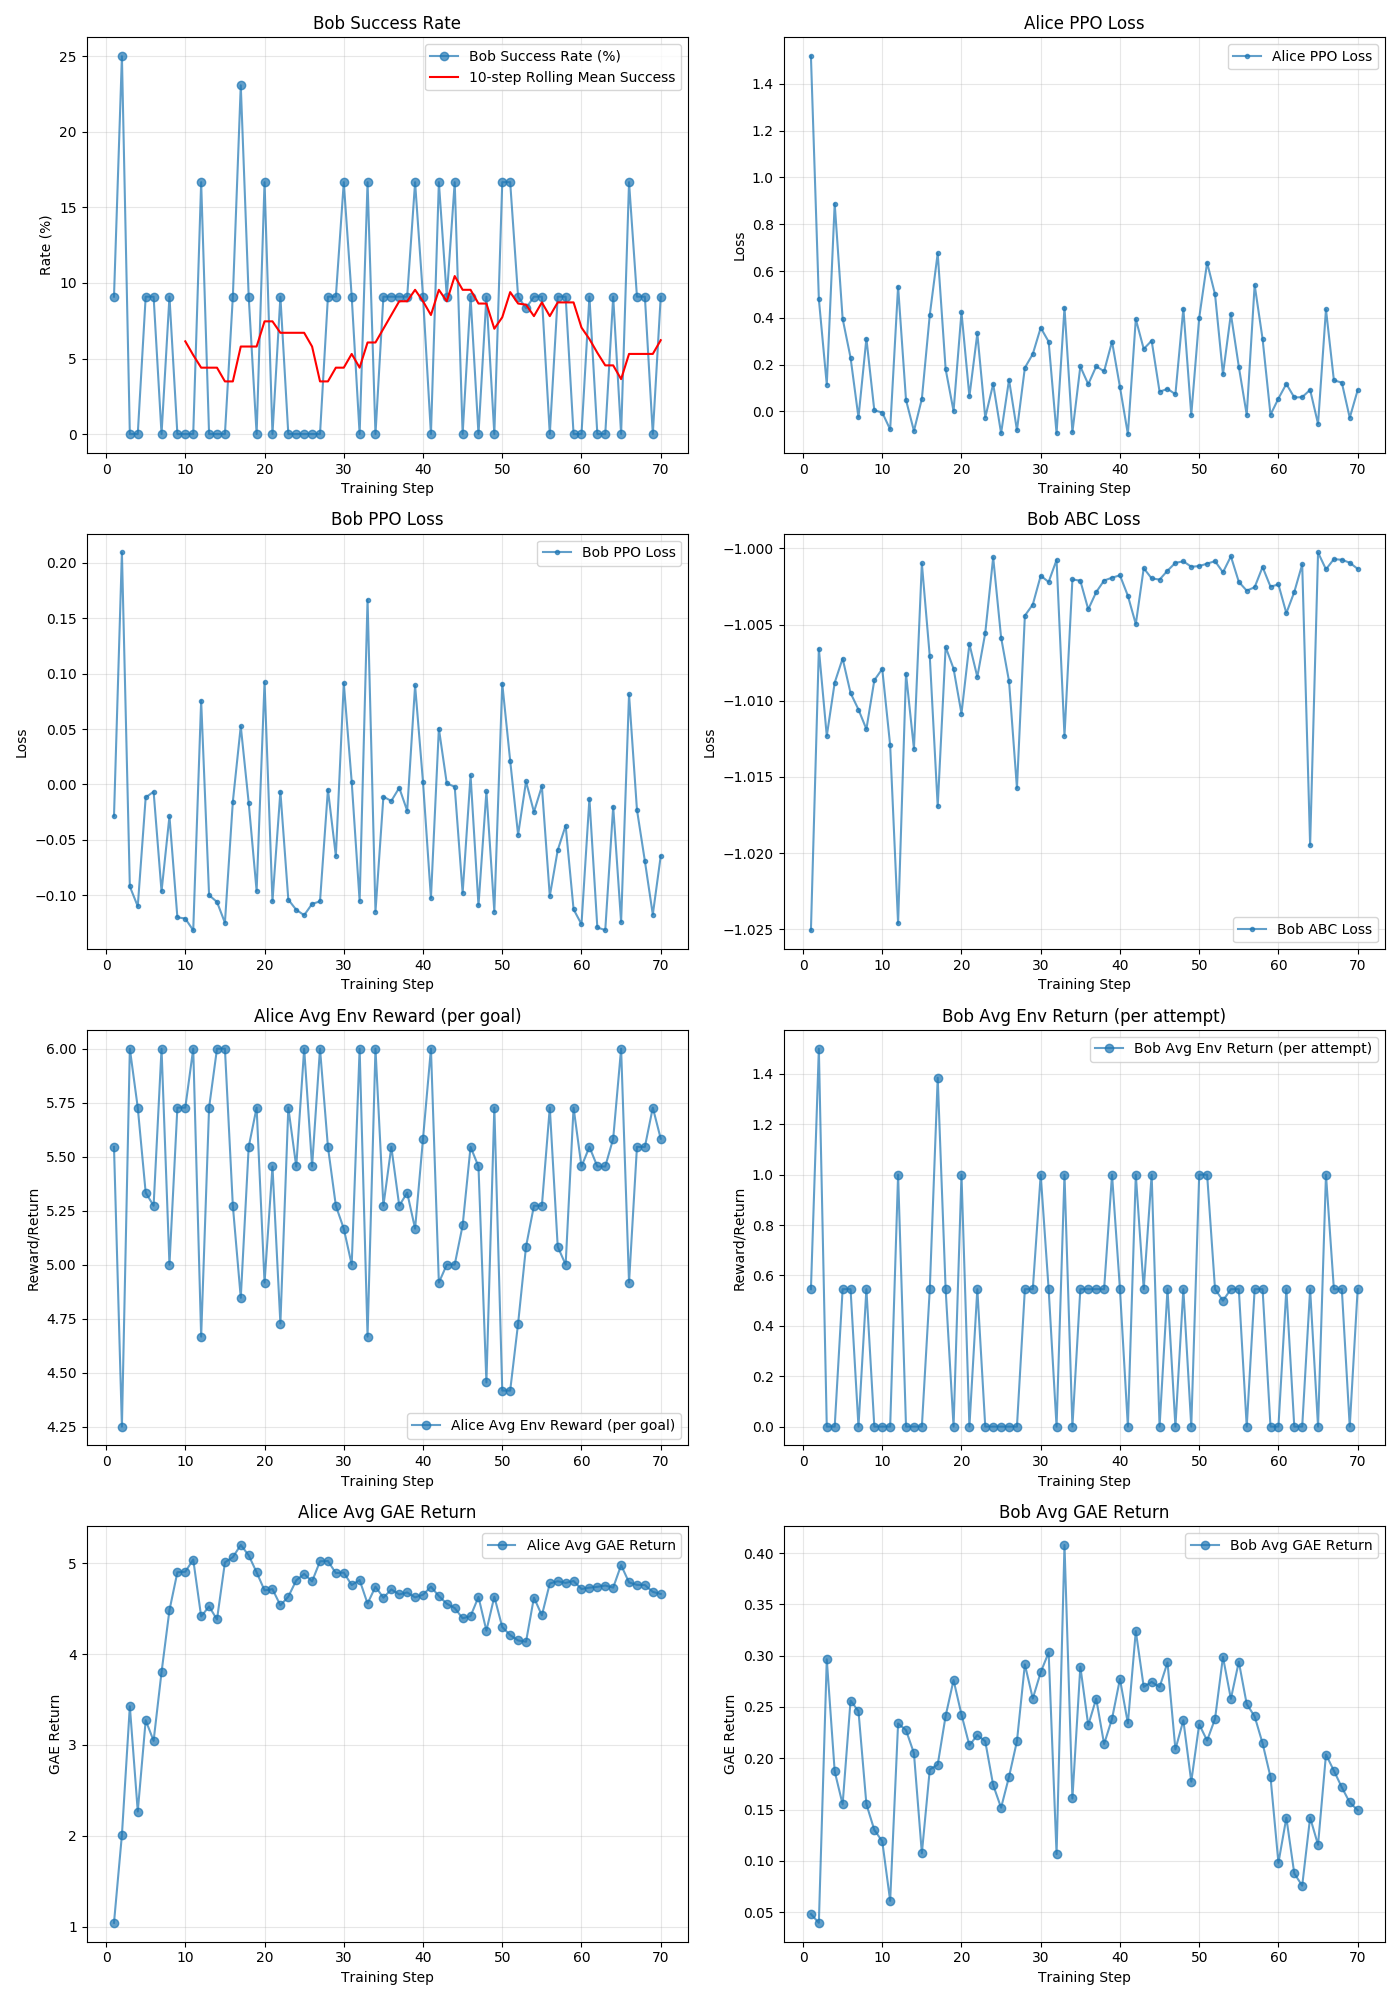 Bob Success Rate
Rate (%)
25
20
15
10
5
0
Bob Success Rate (%)
10-step Rolling Mean Success
0 10 20 30 40 50 60 70
Training Step
Alice PPO Loss
Loss
1.4
1.2
1.0
0.8
0.6
0.4
0.2
0.0
Alice PPO Loss
0 10 20 30 40 50 60 70
Training Step
Bob PPO Loss
Loss
0.20
0.15
0.10
0.05
0.00
−0.05
−0.10
Bob PPO Loss
0 10 20 30 40 50 60 70
Training Step
Bob ABC Loss
Loss
−1.000
−1.005
−1.010
−1.015
−1.020
−1.025
Bob ABC Loss
0 10 20 30 40 50 60 70
Training Step
Alice Avg Env Reward (per goal)
Reward/Return
6.00
5.75
5.50
5.25
5.00
4.75
4.50
4.25
Alice Avg Env Reward (per goal)
0 10 20 30 40 50 60 70
Training Step
Bob Avg Env Return (per attempt)
Reward/Return
1.4
1.2
1.0
0.8
0.6
0.4
0.2
0.0
Bob Avg Env Return (per attempt)
0 10 20 30 40 50 60 70
Training Step
Alice Avg GAE Return
GAE Return
5
4
3
2
1
Alice Avg GAE Return
0 10 20 30 40 50 60 70
Training Step
Bob Avg GAE Return
GAE Return
0.40
0.35
0.30
0.25
0.20
0.15
0.10
0.05
Bob Avg GAE Return
0 10 20 30 40 50 60 70
Training Step